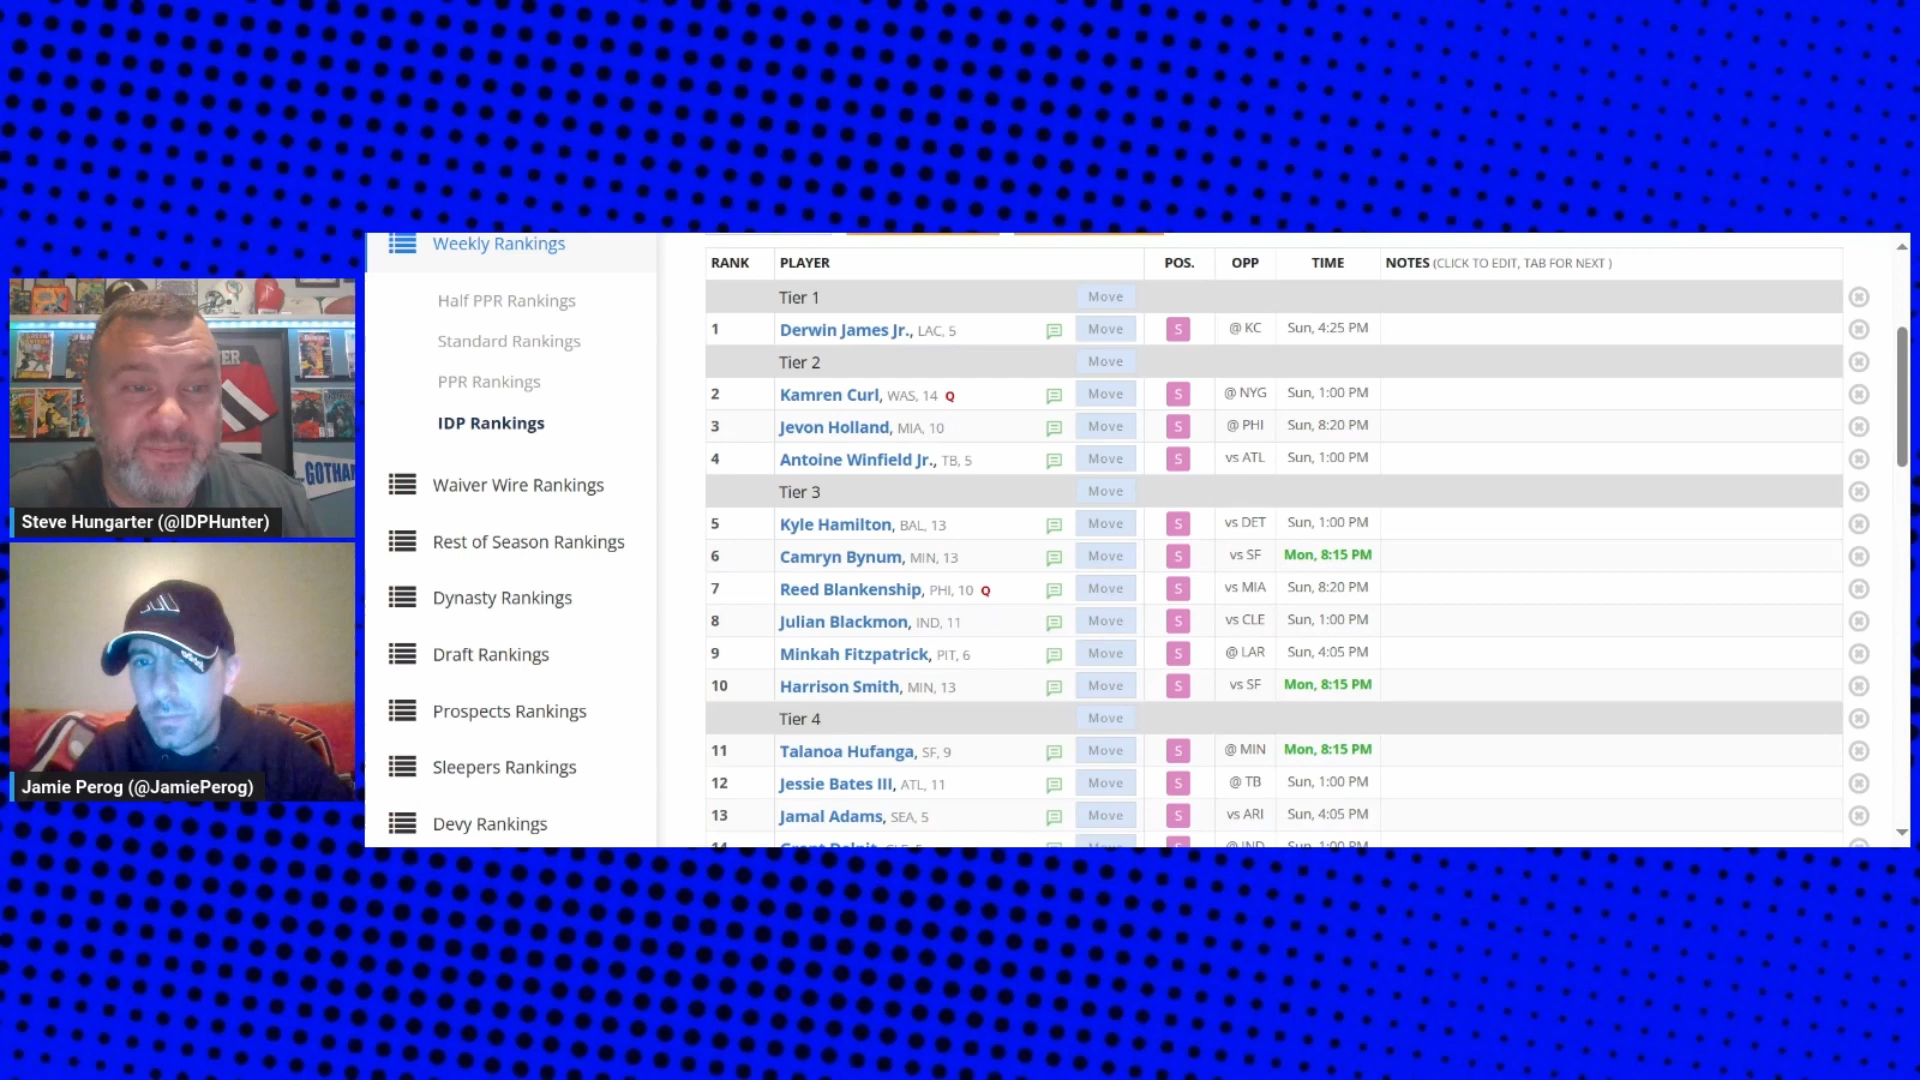 Weekly Rankings
Half PPR Rankings
Standard Rankings
PPR Rankings
IDP Rankings
Waiver Wire Rankings
Rest of Season Rankings
Dynasty Rankings
Draft Rankings
Prospects Rankings
Sleepers Rankings
Devy Rankings
RANK PLAYER POS. OPP TIME NOTES (CLICK TO EDIT, TAB FOR NEXT )
Tier 1 Move
1 Derwin James Jr., LAC, 5 Move S @ KC Sun, 4:25 PM
Tier 2 Move
2 Kamren Curl, WAS, 14 Q Move S @ NYG Sun, 1:00 PM
3 Jevon Holland, MIA, 10 Move S @ PHI Sun, 8:20 PM
4 Antoine Winfield Jr., TB, 5 Move S vs ATL Sun, 1:00 PM
Tier 3 Move
5 Kyle Hamilton, BAL, 13 Move S vs DET Sun, 1:00 PM
6 Camryn Bynum, MIN, 13 Move S vs SF Mon, 8:15 PM
7 Reed Blankenship, PHI, 10 Q Move S vs MIA Sun, 8:20 PM
8 Julian Blackmon, IND, 11 Move S vs CLE Sun, 1:00 PM
9 Minkah Fitzpatrick, PIT, 6 Move S @ LAR Sun, 4:05 PM
10 Harrison Smith, MIN, 13 Move S vs SF Mon, 8:15 PM
Tier 4 Move
11 Talanoa Hufanga, SF, 9 Move S @ MIN Mon, 8:15 PM
12 Jessie Bates III, ATL, 11 Move S @ TB Sun, 1:00 PM
13 Jamal Adams, SEA, 5 Move S vs ARI Sun, 4:05 PM
GOTHAM
Steve Hungarter (@IDPHunter)
Jamie Perog (@JamiePerog)